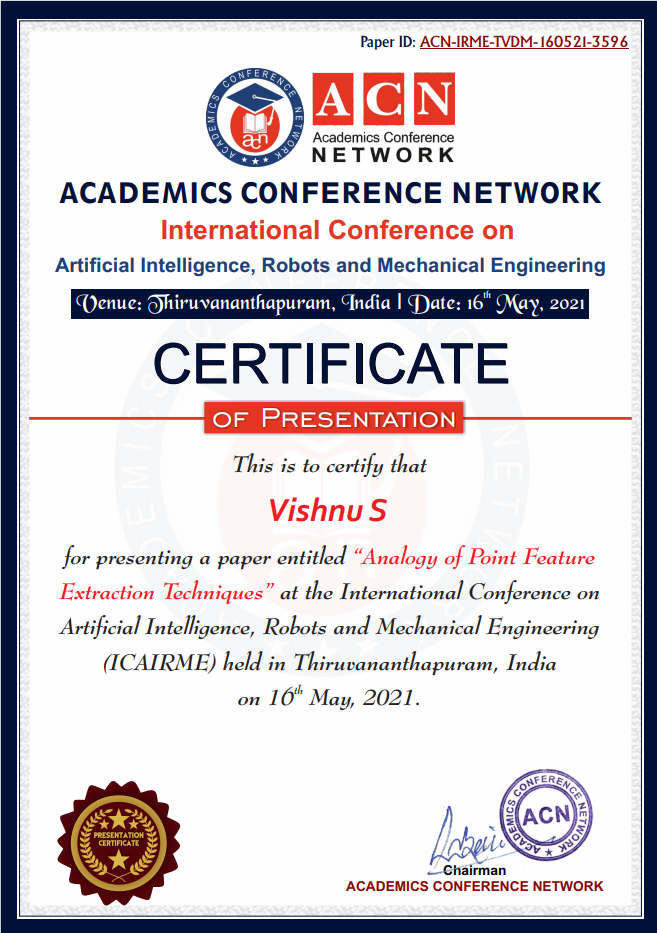 Paper ID: ACN-IRME-TVDM-160521-3596
ACADEMICS CONFERENCE NETWORK
acn
ACN
Academics Conference
NETWORK
ACADEMICS CONFERENCE NETWORK
International Conference on
Artificial Intelligence, Robots and Mechanical Engineering
Venue: Thiruvananthapuram, India | Date: 16th May, 2021
CERTIFICATE
OF PRESENTATION
This is to certify that
Vishnu S
for presenting a paper entitled “Analogy of Point Feature
Extraction Techniques” at the International Conference on
Artificial Intelligence, Robots and Mechanical Engineering
(ICAIRME) held in Thiruvananthapuram, India
on 16th May, 2021.
PRESENTATION
CERTIFICATE
ACADEMICS CONFERENCE NETWORK
ACN
Chairman
ACADEMICS CONFERENCE NETWORK